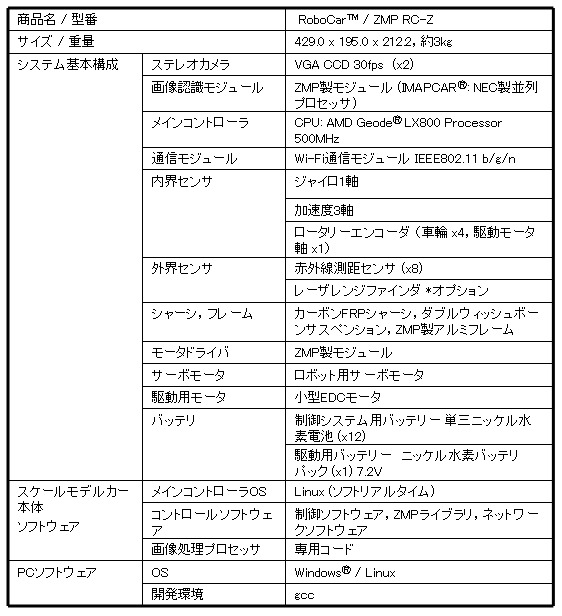 商品名 / 型番
RoboCar™ / ZMP RC-Z
サイズ / 重量
429.0 x 195.0 x 212.2, 約3kg
システム基本構成
ステレオカメラ
VGA CCD 30fps (x2)
画像認識モジュール
ZMP製モジュール (IMAPCAR®: NEC製並列
プロセッサ)
メインコントローラ
CPU: AMD Geode® LX800 Processor
500MHz
通信モジュール
Wi-Fi通信モジュール IEEE802.11 b/g/n
内界センサ
ジャイロ1軸
加速度3軸
ロータリーエンコーダ (車輪 x4, 駆動モータ
軸 x1)
外界センサ
赤外線測距センサ (x8)
レーザレンジファインダ *オプション
シャーシ, フレーム
カーボンFRPシャーシ, ダブルウィッシュボー
ンサスペンション, ZMP製アルミフレーム
モータドライバ
ZMP製モジュール
サーボモータ
ロボット用サーボモータ
駆動用モータ
小型EDCモータ
バッテリ
制御システム用バッテリー 単三ニッケル水
素電池 (x12)
駆動用バッテリー ニッケル水素バッテリ
パック(x1) 7.2V
スケールモデルカー
本体
ソフトウェア
メインコントローラOS
Linux (ソフトリアルタイム)
コントロールソフトウェ
ア
制御ソフトウェア, ZMPライブラリ, ネットワー
クソフトウェア
画像処理プロセッサ
専用コード
PCソフトウェア
OS
Windows® / Linux
開発環境
gcc